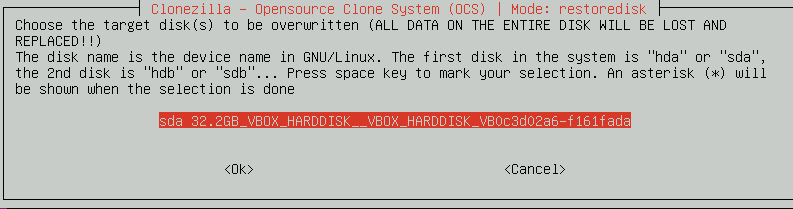 Clonezilla - Opensource Clone System (OCS) | Mode: restoredisk
Choose the target disk(s) to be overwritten (ALL DATA ON THE ENTIRE DISK WILL BE LOST AND
REPLACED!!)
The disk name is the device name in GNU/Linux. The first disk in the system is "hda" or "sda",
the 2nd disk is "hdb" or "sdb"... Press space key to mark your selection. An asterisk (*) will
be shown when the selection is done
sda 32.2GB_VBOX_HARDDISK__VBOX_HARDDISK_VB0c3d02a6-f161fada
<Ok> <Cancel>